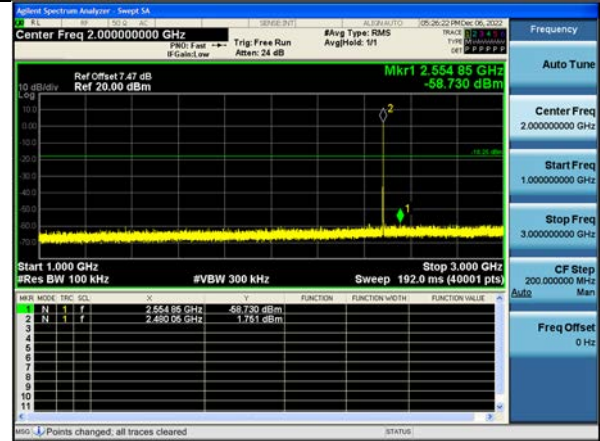 Agilent Spectrum Analyzer - Swept SA
RL RF 50 Ω AC SENSE:INT ALIGN AUTO 05:26:22 PM Dec 06, 2022
Center Freq 2.000000000 GHz
PNO: Fast
IFGain:Low
Trig: Free Run
Atten: 24 dB
#Avg Type: RMS
Avg|Hold: 1/1
TRACE 1 2 3 4 5 6
TYPE M
DET P P P P P P
Frequency
Auto Tune
Ref Offset 7.47 dB
Ref 20.00 dBm
10 dB/div
Log
Mkr1 2.554 85 GHz
-58.730 dBm
10.0
0.00
-10.0
-20.0
-30.0
-40.0
-50.0
-60.0
-70.0
2
1
Center Freq
2.000000000 GHz
Start Freq
1.000000000 GHz
Stop Freq
3.000000000 GHz
CF Step
200.000000 MHz
Auto Man
Freq Offset
0 Hz
Start 1.000 GHz Stop 3.000 GHz
#Res BW 100 kHz #VBW 300 kHz Sweep 192.0 ms (40001 pts)
MKR MODE TRC SCL X Y FUNCTION FUNCTION WIDTH FUNCTION VALUE
1 N 1 f 2.554 85 GHz -58.730 dBm
2 N 1 f 2.480 05 GHz 1.751 dBm
3
4
5
6
7
8
9
10
11
MSG Points changed; all traces cleared STATUS